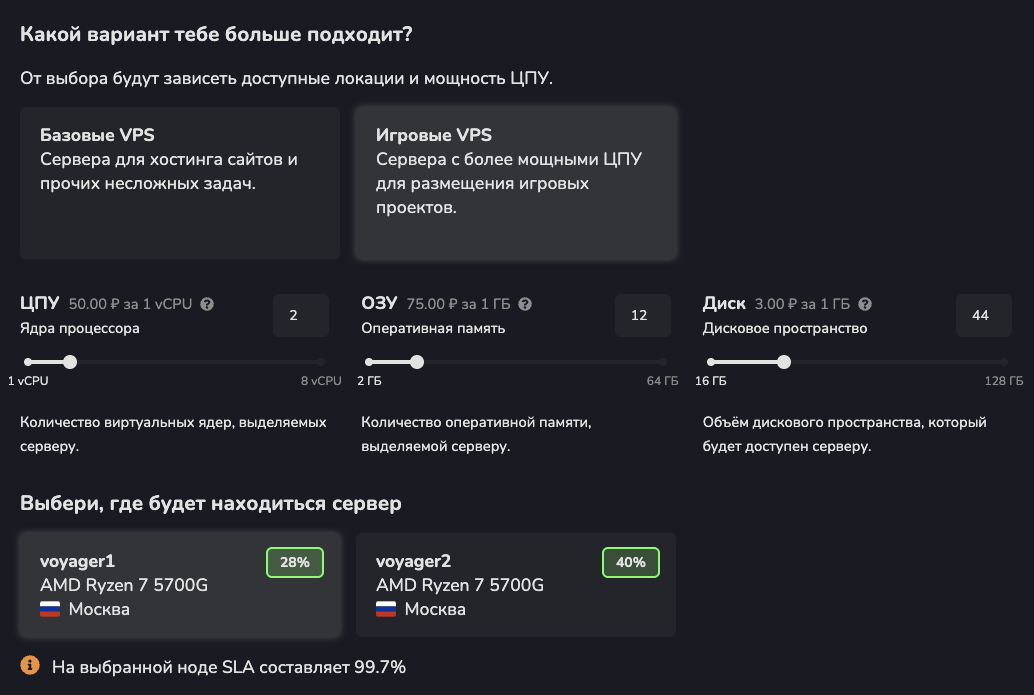 Какой вариант тебе больше подходит?
От выбора будут зависеть доступные локации и мощность ЦПУ.
Базовые VPS
Сервера для хостинга сайтов и
прочих несложных задач.
Игровые VPS
Сервера с более мощными ЦПУ
для размещения игровых
проектов.
ЦПУ 50.00 ₽ за 1 vCPU ?
Ядра процессора
2
1 vCPU
8 vCPU
Количество виртуальных ядер, выделяемых
серверу.
ОЗУ 75.00 ₽ за 1 ГБ ?
Оперативная память
12
2 ГБ
64 ГБ
Количество оперативной памяти,
выделяемой серверу.
Диск 3.00 ₽ за 1 ГБ ?
Дисковое пространство
44
16 ГБ
128 ГБ
Объём дискового пространства, который
будет доступен серверу.
Выбери, где будет находиться сервер
voyager1
28%
AMD Ryzen 7 5700G
Москва
voyager2
40%
AMD Ryzen 7 5700G
Москва
На выбранной ноде SLA составляет 99.7%